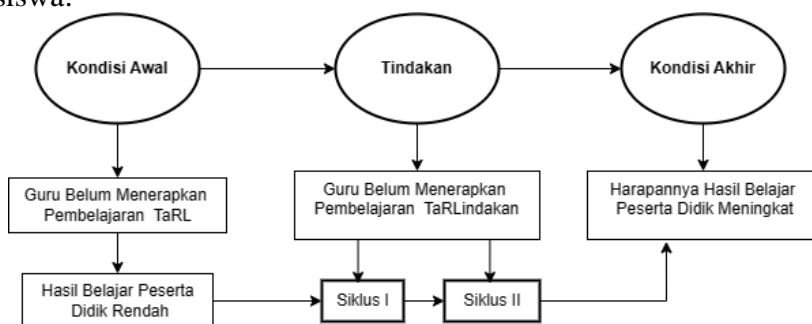 siswa.
Kondisi Awal
Tindakan
Kondisi Akhir
Guru Belum Menerapkan
Pembelajaran TaRL
Guru Belum Menerapkan
Pembelajaran TaRLindakan
Harapannya Hasil Belajar
Peserta Didik Meningkat
Hasil Belajar Peserta
Didik Rendah
Siklus I
Siklus II